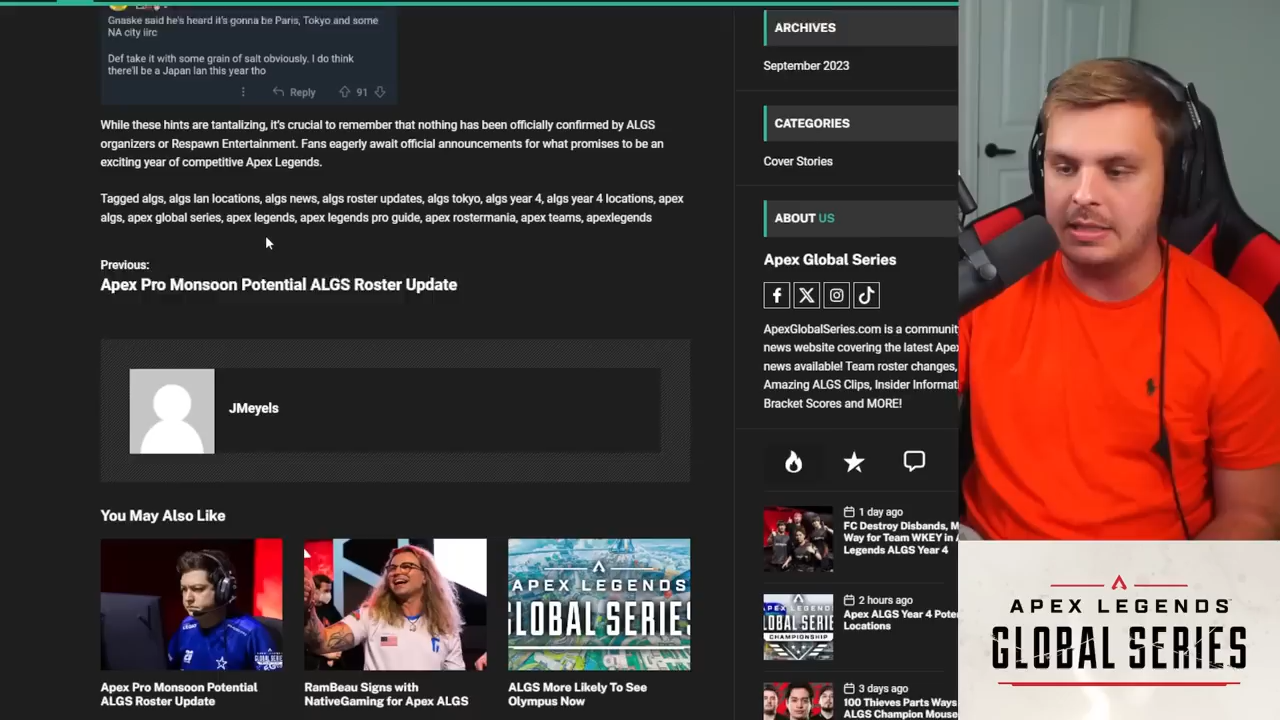 Gnaske said he's heard it's gonna be Paris, Tokyo and some
NA city iirc
Def take it with some grain of salt obviously. I do think
there'll be a Japan lan this year tho
Reply
91
While these hints are tantalizing, it's crucial to remember that nothing has been officially confirmed by ALGS
organizers or Respawn Entertainment. Fans eagerly await official announcements for what promises to be an
exciting year of competitive Apex Legends.
Tagged algs, algs lan locations, algs news, algs roster updates, algs tokyo, algs year 4, algs year 4 locations, apex
algs, apex global series, apex legends, apex legends pro guide, apex rostermania, apex teams, apexlegends
Previous:
Apex Pro Monsoon Potential ALGS Roster Update
JMeyels
You May Also Like
Apex Pro Monsoon Potential
ALGS Roster Update
RamBeau Signs with
NativeGaming for Apex ALGS
APEX LEGENDS
GLOBAL SERIES
ALGS More Likely To See
Olympus Now
ARCHIVES
September 2023
CATEGORIES
Cover Stories
ABOUT US
Apex Global Series
ApexGlobalSeries.com is a community
news website covering the latest Apex
news available! Team roster changes,
Amazing ALGS Clips, Insider Informati
Bracket Scores and MORE!
1 day ago
FC Destroy Disbands, M
Way for Team WKEY in A
Legends ALGS Year 4
GLOBAL SERIE
CHAMPIONSHIP
2 hours ago
Apex ALGS Year 4 Pote
Locations
3 days ago
100 Thieves Parts Ways
ALGS Champion Mouse
APEX LEGENDS
GLOBAL SERIES